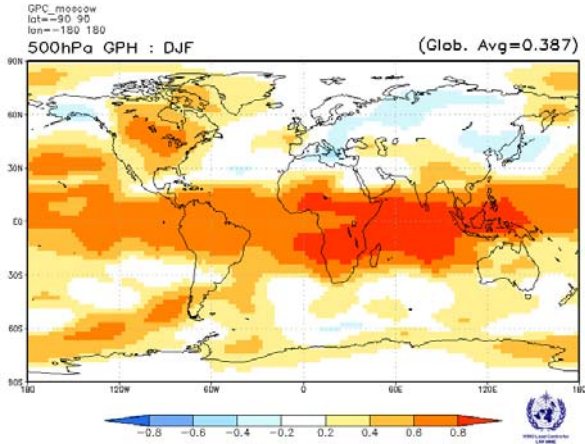 GPC_moscow
lat=-90 90
lon=-180 180
500hPa GPH : DJF (Glob. Avg=0.387)
90N
60N
30N
EQ
30S
60S
90S
180 120W 60W 0 60E 120E 180
-0.8 -0.6 -0.4 -0.2 0.2 0.4 0.6 0.8